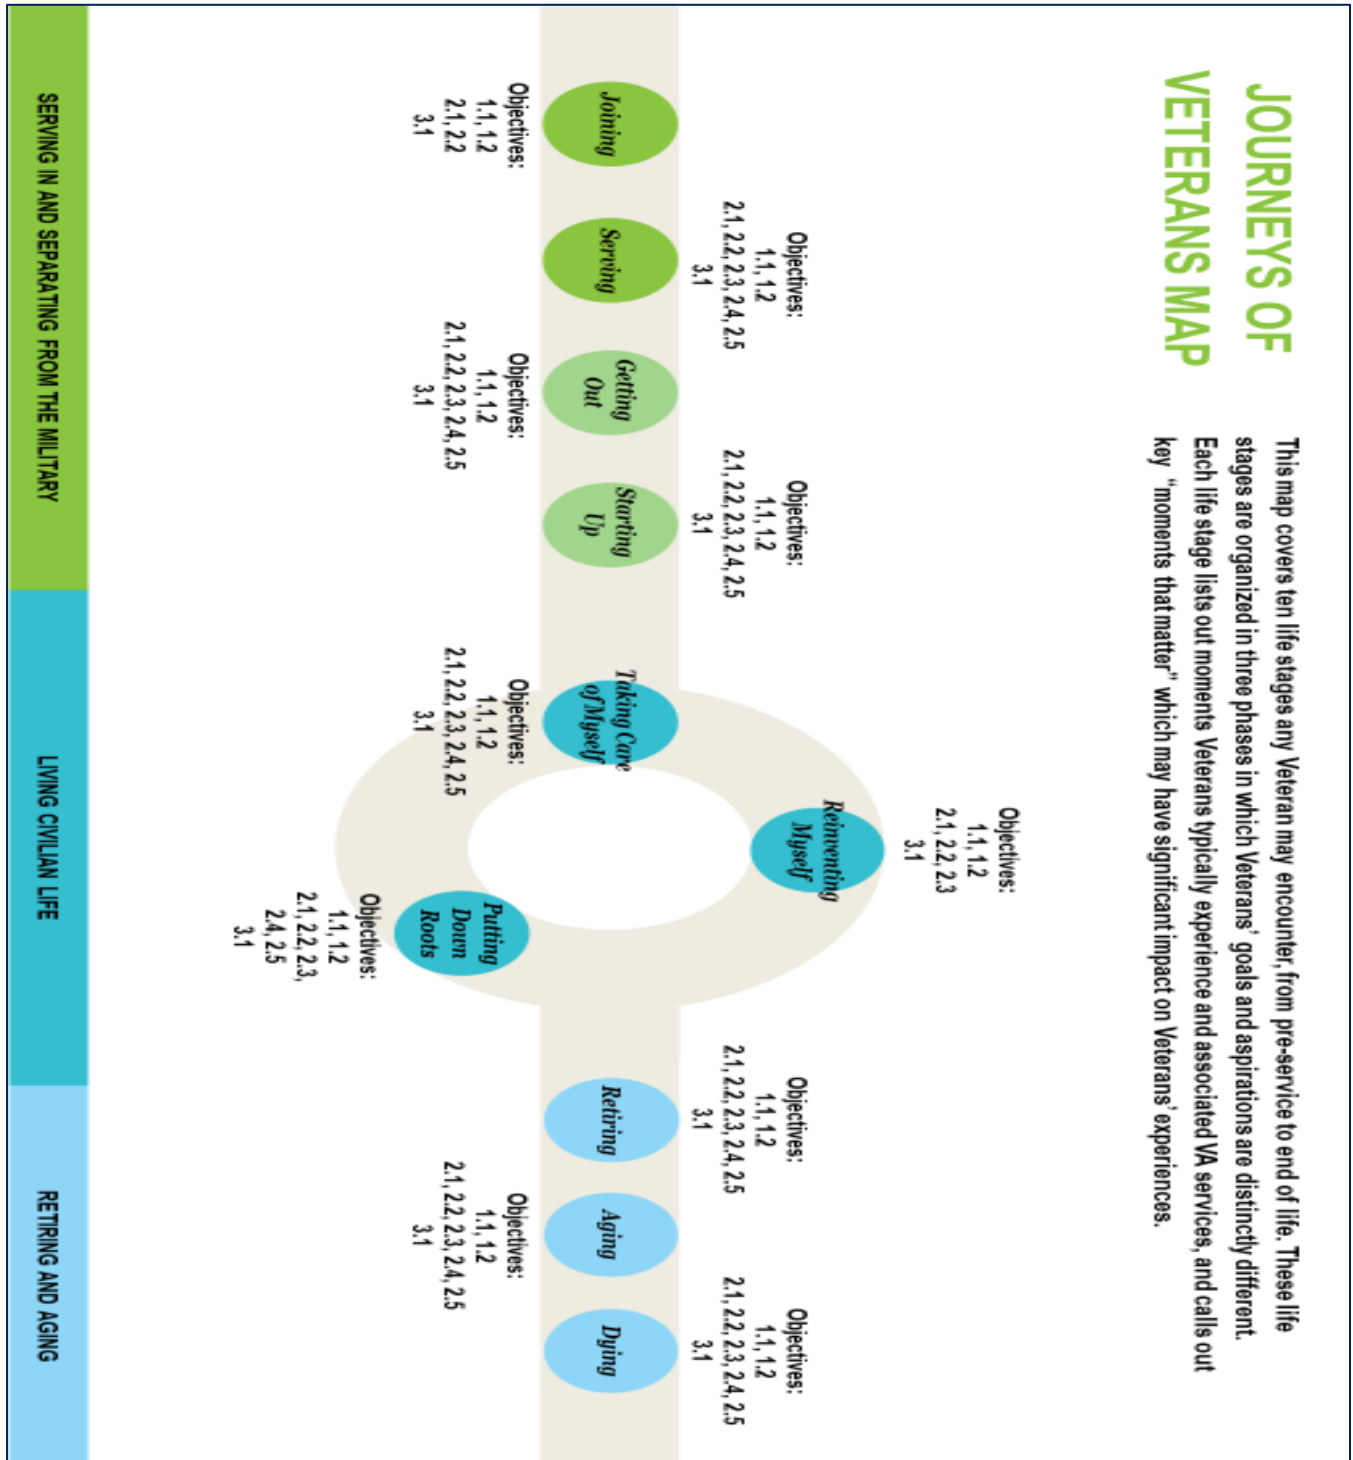 JOURNEYS OF
VETERANS MAP
This map covers ten life stages any Veteran may encounter, from pre-service to end of life. These life
stages are organized in three phases in which Veterans' goals and aspirations are distinctly different.
Each life stage lists out moments Veterans typically experience and associated VA services, and calls out
key "moments that matter" which may have significant impact on Veterans' experiences.
Joining
Objectives:
1.1, 1.2
2.1, 2.2
3.1
Objectives:
1.1, 1.2
2.1, 2.2, 2.3, 2.4, 2.5
3.1
Serving
Getting
Out
Objectives:
1.1, 1.2
2.1, 2.2, 2.3, 2.4, 2.5
3.1
Objectives:
1.1, 1.2
2.1, 2.2, 2.3, 2.4, 2.5
3.1
Starting
Up
Taking Care
of Myself
Objectives:
1.1, 1.2
2.1, 2.2, 2.3, 2.4, 2.5
3.1
Objectives:
1.1, 1.2
2.1, 2.2, 2.3
3.1
Reinventing
Myself
Putting
Down
Roots
Objectives:
1.1, 1.2
2.1, 2.2, 2.3,
2.4, 2.5
3.1
Objectives:
1.1, 1.2
2.1, 2.2, 2.3, 2.4, 2.5
3.1
Retiring
Aging
Objectives:
1.1, 1.2
2.1, 2.2, 2.3, 2.4, 2.5
3.1
Objectives:
1.1, 1.2
2.1, 2.2, 2.3, 2.4, 2.5
3.1
Dying
SERVING IN AND SEPARATING FROM THE MILITARY
LIVING CIVILIAN LIFE
RETIRING AND AGING